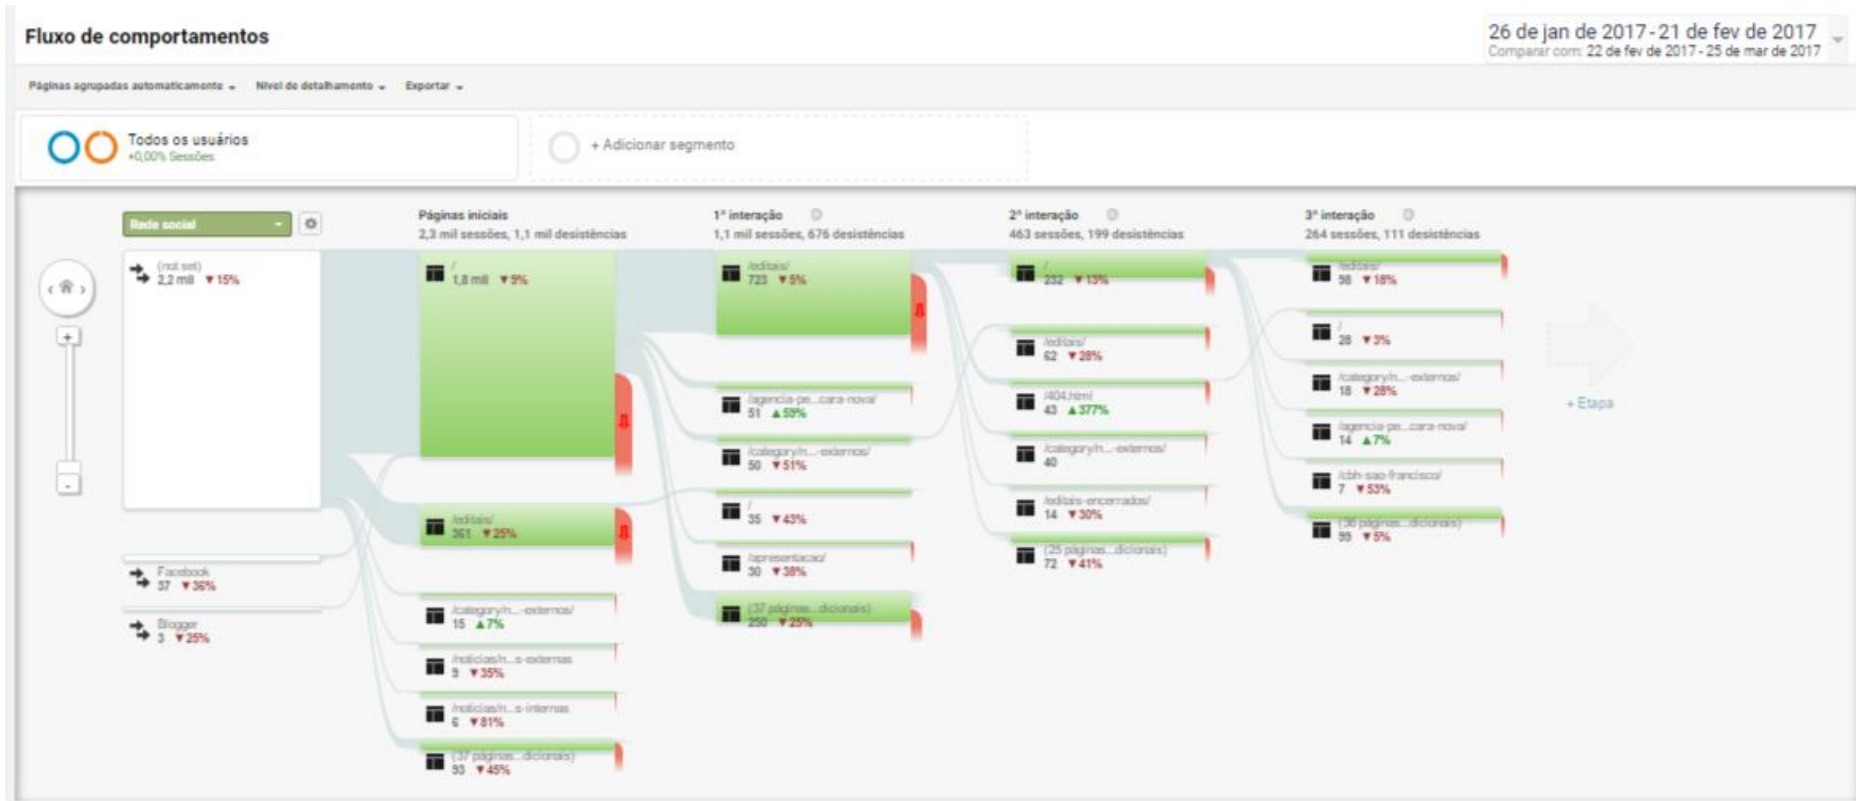 Fluxo de comportamentos
26 de jan de 2017 - 21 de fev de 2017
Comparar com: 22 de fev de 2017 - 25 de mar de 2017
Páginas agrupadas automaticamente
Nível de detalhamento
Exportar
Todos os usuários
+0,00% Sessões
+ Adicionar segmento
Rede social
(not set)
2,2 mil ▼15%
Facebook
37 ▼36%
Blogger
3 ▼25%
Páginas iniciais
2,3 mil sessões, 1,1 mil desistências
/
1,8 mil ▼9%
/editais/
361 ▼25%
/category/n...-externos/
15 ▲7%
/noticias/n...s-externas
9 ▼35%
/noticias/n...s-internas
6 ▼81%
(37 páginas...dicionais)
93 ▼45%
1ª interação
1,1 mil sessões, 676 desistências
/editais/
723 ▼5%
/agencia-pe...cara-nova/
51 ▲59%
/category/n...-externos/
50 ▼51%
/
35 ▼43%
/apresentacao/
30 ▼38%
(37 páginas...dicionais)
250 ▼25%
2ª interação
463 sessões, 199 desistências
/
232 ▼13%
/editais/
62 ▼28%
/404.html
43 ▲377%
/category/n...-externos/
40
/editais-encerrados/
14 ▼30%
(25 páginas...dicionais)
72 ▼41%
3ª interação
264 sessões, 111 desistências
/editais/
98 ▼18%
/
28 ▼3%
/category/n...-externos/
18 ▼28%
/agencia-pe...cara-nova/
14 ▲7%
/cbh-sao-francisco/
7 ▼53%
(36 páginas...dicionais)
99 ▼5%
+ Etapa